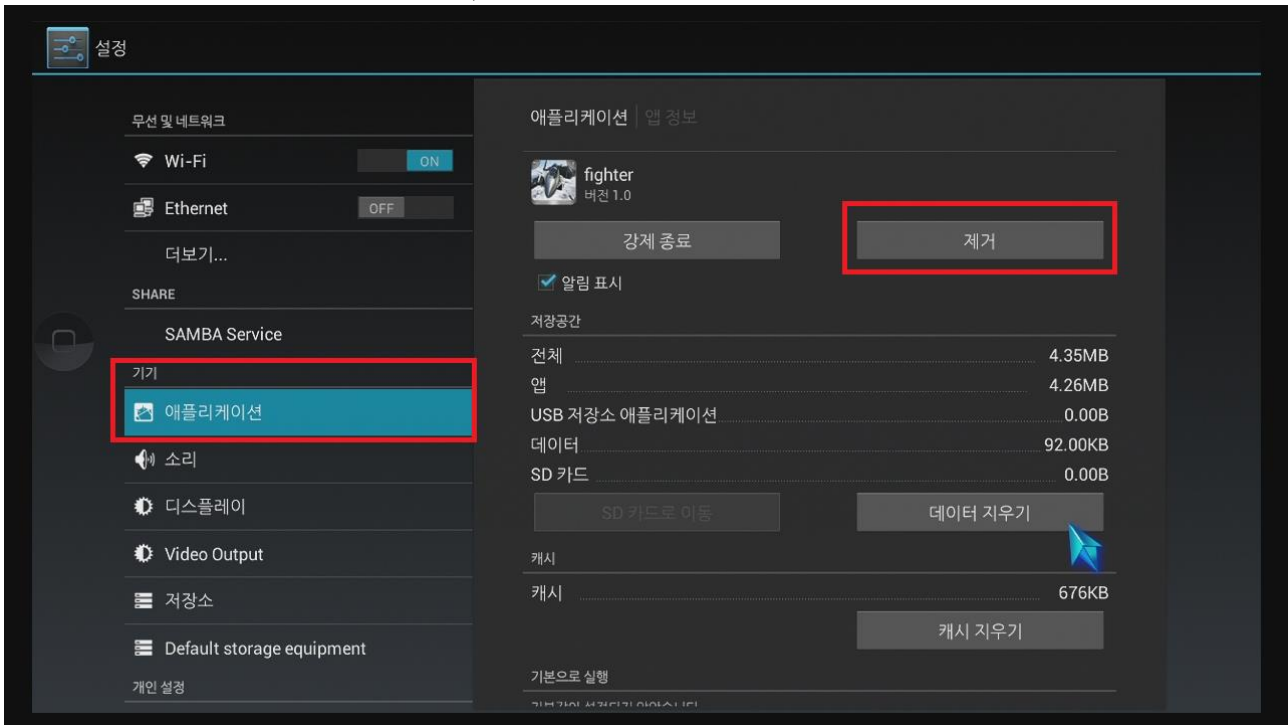 설정
무선 및 네트워크
Wi-Fi ON
Ethernet OFF
더보기...
SHARE
SAMBA Service
기기
애플리케이션
소리
디스플레이
Video Output
저장소
Default storage equipment
개인 설정
애플리케이션 앱 정보
fighter
버전 1.0
강제 종료 제거
알림 표시
저장공간
전체 4.35MB
앱 4.26MB
USB 저장소 애플리케이션 0.00B
데이터 92.00KB
SD 카드 0.00B
SD 카드로 이동 데이터 지우기
캐시
캐시 676KB
캐시 지우기
기본으로 실행